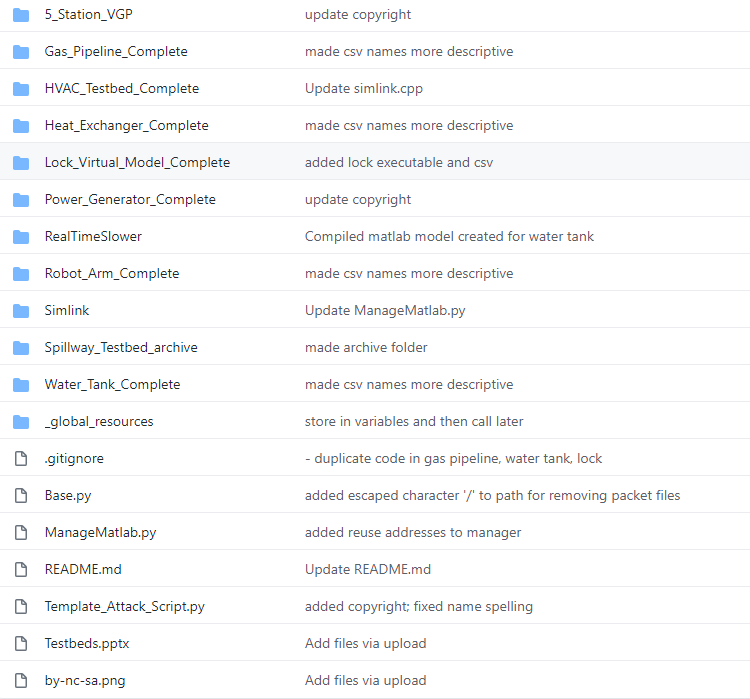 5_Station_VGP update copyright
Gas_Pipeline_Complete made csv names more descriptive
HVAC_Testbed_Complete Update simlink.cpp
Heat_Exchanger_Complete made csv names more descriptive
Lock_Virtual_Model_Complete added lock executable and csv
Power_Generator_Complete update copyright
RealTimeSlower Compiled matlab model created for water tank
Robot_Arm_Complete made csv names more descriptive
Simlink Update ManageMatlab.py
Spillway_Testbed_archive made archive folder
Water_Tank_Complete made csv names more descriptive
_global_resources store in variables and then call later
.gitignore - duplicate code in gas pipeline, water tank, lock
Base.py added escaped character '/' to path for removing packet files
ManageMatlab.py added reuse addresses to manager
README.md Update README.md
Template_Attack_Script.py added copyright; fixed name spelling
Testbeds.pptx Add files via upload
by-nc-sa.png Add files via upload